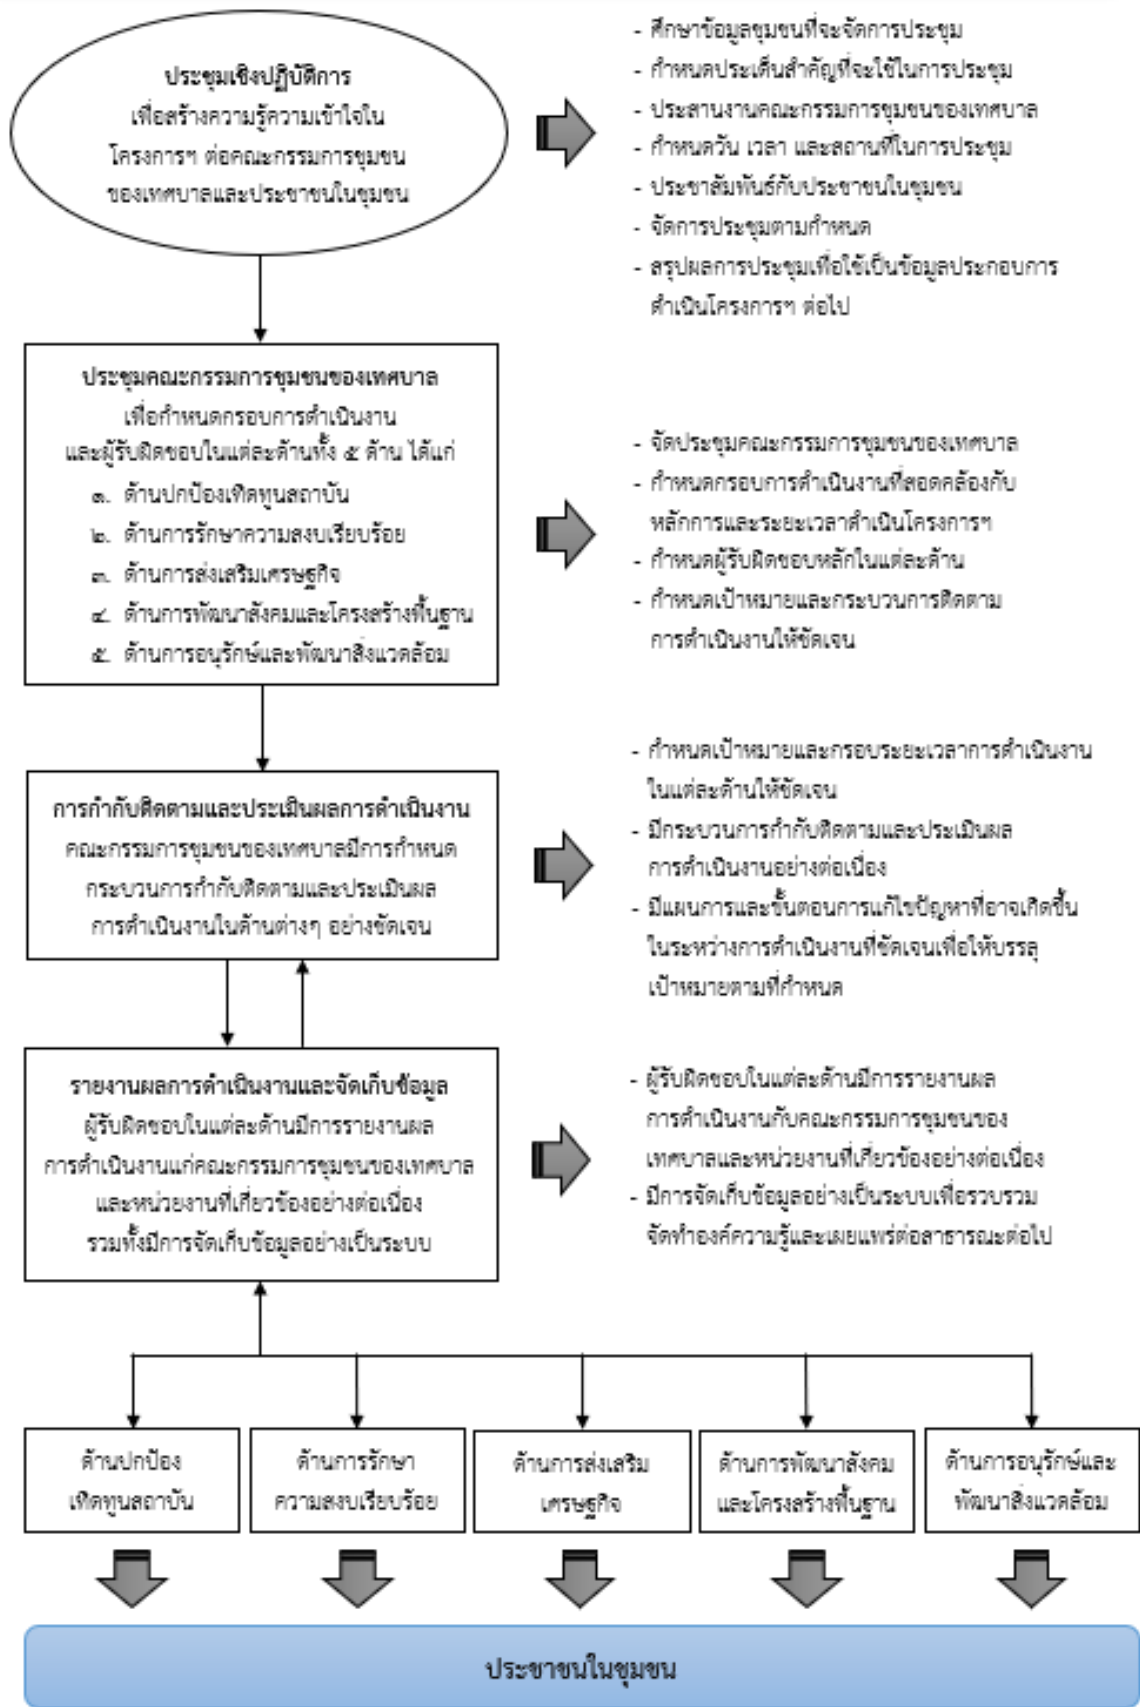 ประชุมเชิงปฏิบัติการ
เพื่อสร้างความรู้ความเข้าใจใน
โครงการฯ ต่อคณะกรรมการชุมชน
ของเทศบาลและประชาชนในชุมชน
- ศึกษาข้อมูลชุมชนที่จะจัดการประชุม
- กำหนดประเด็นสำคัญที่จะใช้ในการประชุม
- ประสานงานคณะกรรมการชุมชนของเทศบาล
- กำหนดวัน เวลา และสถานที่ในการประชุม
- ประชาสัมพันธ์กับประชาชนในชุมชน
- จัดการประชุมตามกำหนด
- สรุปผลการประชุมเพื่อใช้เป็นข้อมูลประกอบการ
ดำเนินโครงการฯ ต่อไป
ประชุมคณะกรรมการชุมชนของเทศบาล
เพื่อกำหนดกรอบการดำเนินงาน
และผู้รับผิดชอบในแต่ละด้านทั้ง ๕ ด้าน ได้แก่
๑. ด้านปกป้องเทิดทูนสถาบัน
๒. ด้านการรักษาความสงบเรียบร้อย
๓. ด้านการส่งเสริมเศรษฐกิจ
๔. ด้านการพัฒนาสังคมและโครงสร้างพื้นฐาน
๕. ด้านการอนุรักษ์และพัฒนาสิ่งแวดล้อม
- จัดประชุมคณะกรรมการชุมชนของเทศบาล
- กำหนดกรอบการดำเนินงานที่สอดคล้องกับ
หลักการและระยะเวลาดำเนินโครงการฯ
- กำหนดผู้รับผิดชอบหลักในแต่ละด้าน
- กำหนดเป้าหมายและกระบวนการติดตาม
การดำเนินงานให้ชัดเจน
การกำกับติดตามและประเมินผลการดำเนินงาน
คณะกรรมการชุมชนของเทศบาลมีการกำหนด
กระบวนการกำกับติดตามและประเมินผล
การดำเนินงานในด้านต่างๆ อย่างชัดเจน
- กำหนดเป้าหมายและกรอบระยะเวลาการดำเนินงาน
ในแต่ละด้านให้ชัดเจน
- มีกระบวนการกำกับติดตามและประเมินผล
การดำเนินงานอย่างต่อเนื่อง
- มีแผนการและขั้นตอนการแก้ไขปัญหาที่อาจเกิดขึ้น
ในระหว่างการดำเนินงานที่ชัดเจนเพื่อให้บรรลุ
เป้าหมายตามที่กำหนด
รายงานผลการดำเนินงานและจัดเก็บข้อมูล
ผู้รับผิดชอบในแต่ละด้านมีการรายงานผล
การดำเนินงานแก่คณะกรรมการชุมชนของเทศบาล
และหน่วยงานที่เกี่ยวข้องอย่างต่อเนื่อง
รวมทั้งมีการจัดเก็บข้อมูลอย่างเป็นระบบ
- ผู้รับผิดชอบในแต่ละด้านมีการรายงานผล
การดำเนินงานกับคณะกรรมการชุมชนของ
เทศบาลและหน่วยงานที่เกี่ยวข้องอย่างต่อเนื่อง
- มีการจัดเก็บข้อมูลอย่างเป็นระบบเพื่อรวบรวม
จัดทำองค์ความรู้และเผยแพร่ต่อสาธารณะต่อไป
ด้านปกป้อง
เทิดทูนสถาบัน
ด้านการรักษา
ความสงบเรียบร้อย
ด้านการส่งเสริม
เศรษฐกิจ
ด้านการพัฒนาสังคม
และโครงสร้างพื้นฐาน
ด้านการอนุรักษ์และ
พัฒนาสิ่งแวดล้อม
ประชาชนในชุมชน